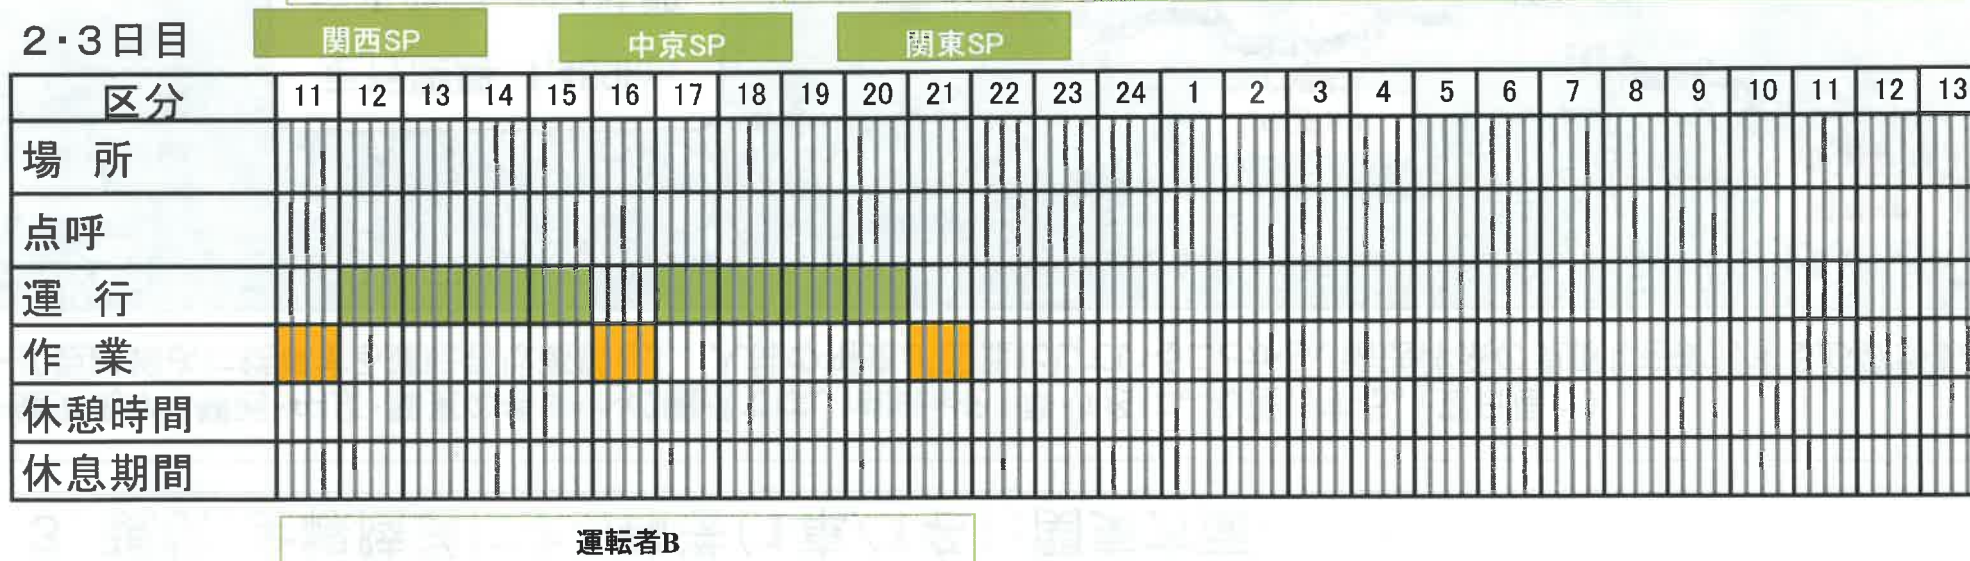 2・3日目 関西SP 中京SP 関東SP
区分 11 12 13 14 15 16 17 18 19 20 21 22 23 24 1 2 3 4 5 6 7 8 9 10 11 12 13
場所
点呼
運行
作業
休憩時間
休息期間
運転者B